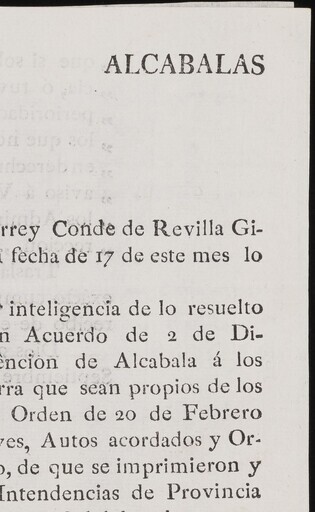 ALCABALAS
rrey Conde de Revilla Gi-
fecha de 17 de este mes lo
inteligencia de lo resuelto
n Acuerdo de 2 de Di-
encion de Alcabala á los
rra que sean propios de los
Orden de 20 de Febrero
yes, Autos acordados y Or-
o, de que se imprimieron y
Intendencias de Provincia